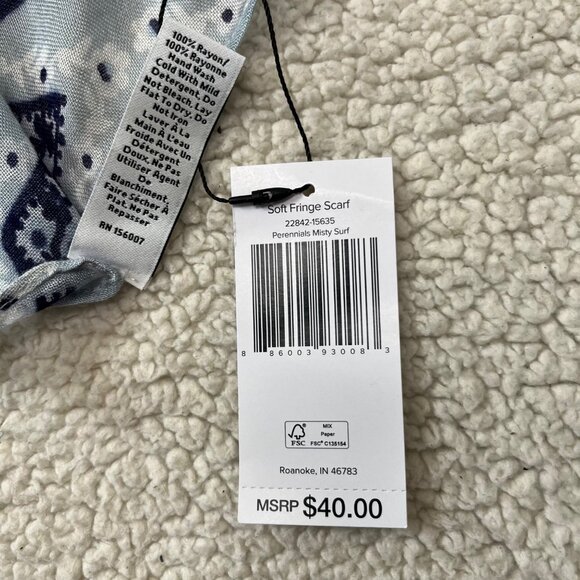 100% Rayon/
100% Rayonne
Hand Wash
Cold With Mild
Detergent, Do
Not Bleach. Lay
Flat To Dry. Do
Not Iron
Laver À La
Main À L'eau
Froide Avec Un
Détergent
Doux. Ne Pas
Utiliser Agent
De
Blanchiment.
Faire Sécher À
Plat. Ne Pas
Repasser
RN 156007
Soft Fringe Scarf
22842-15635
Perennials Misty Surf
8 86003 93008 3
FSC
MIX
Paper
FSC® C135154
Roanoke, IN 46783
MSRP $40.00